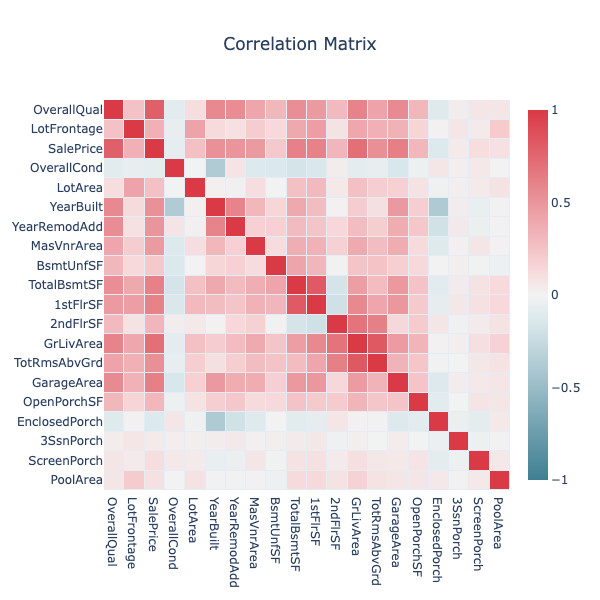 Correlation Matrix
OverallQual
LotFrontage
SalePrice
OverallCond
LotArea
YearBuilt
YearRemodAdd
MasVnrArea
BsmtUnfSF
TotalBsmtSF
1stFlrSF
2ndFlrSF
GrLivArea
TotRmsAbvGrd
GarageArea
OpenPorchSF
EnclosedPorch
3SsnPorch
ScreenPorch
PoolArea
OverallQual
LotFrontage
SalePrice
OverallCond
LotArea
YearBuilt
YearRemodAdd
MasVnrArea
BsmtUnfSF
TotalBsmtSF
1stFlrSF
2ndFlrSF
GrLivArea
TotRmsAbvGrd
GarageArea
OpenPorchSF
EnclosedPorch
3SsnPorch
ScreenPorch
PoolArea
1
0.5
0
−0.5
−1